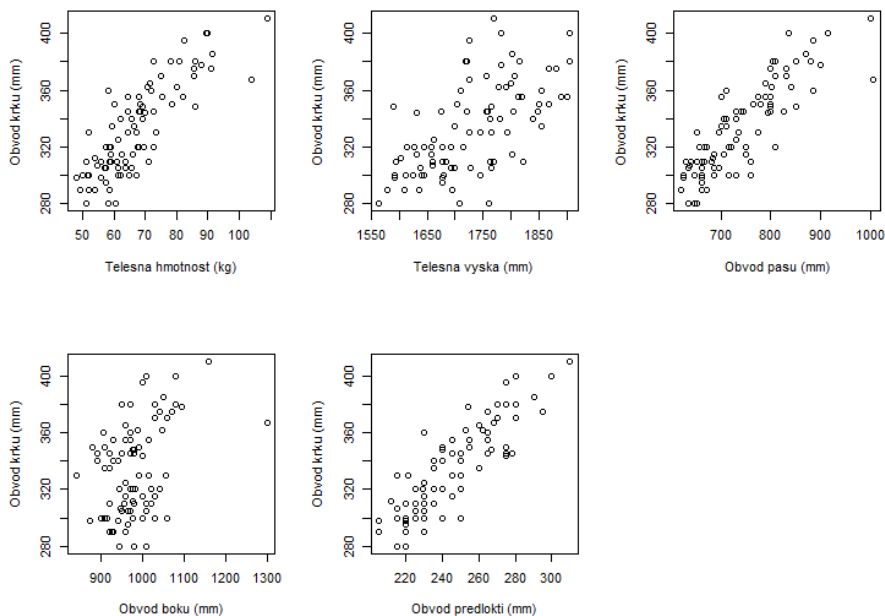 Obvod krku (mm)
280 320 360 400
50 60 70 80 90 100
Telesna hmotnost (kg)
Obvod krku (mm)
280 320 360 400
1550 1650 1750 1850
Telesna vyska (mm)
Obvod krku (mm)
280 320 360 400
700 800 900 1000
Obvod pasu (mm)
Obvod krku (mm)
280 320 360 400
900 1000 1100 1200 1300
Obvod boku (mm)
Obvod krku (mm)
280 320 360 400
220 240 260 280 300
Obvod predlokti (mm)